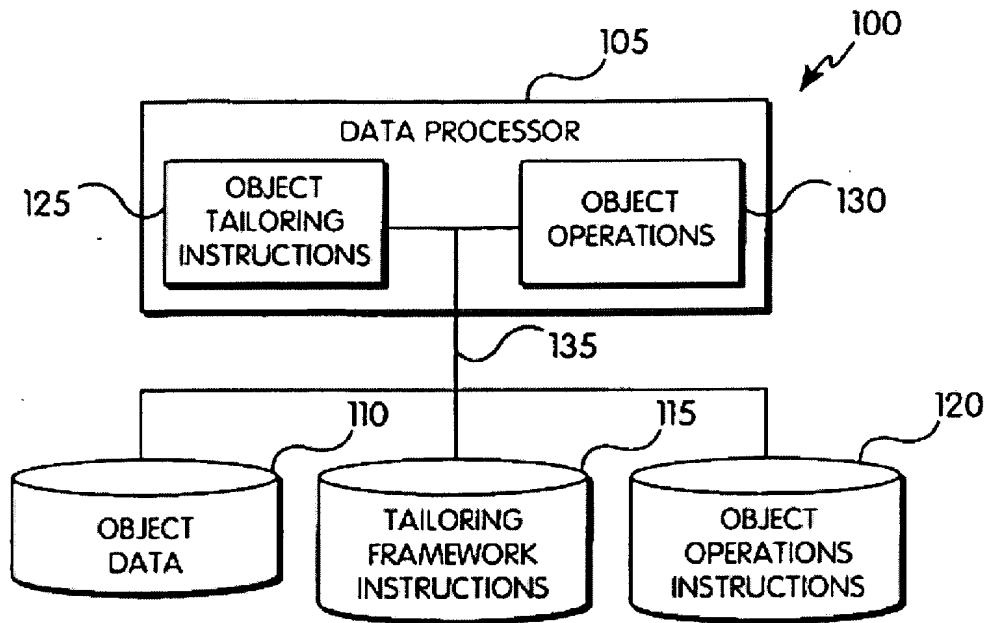 100
105
DATA PROCESSOR
125
OBJECT
TAILORING
INSTRUCTIONS
OBJECT
OPERATIONS
130
135
110
115
120
OBJECT
DATA
TAILORING
FRAMEWORK
INSTRUCTIONS
OBJECT
OPERATIONS
INSTRUCTIONS